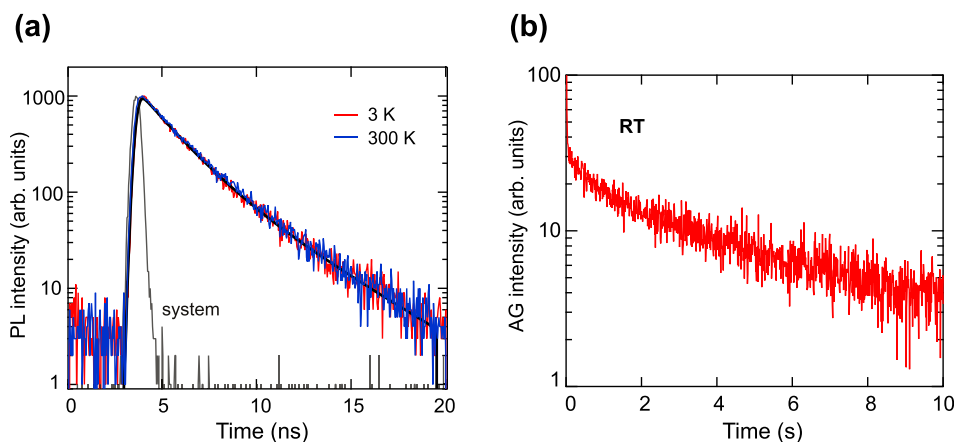 (a)
PL intensity (arb. units)
1000
100
10
1
3 K
300 K
system
0
5
10
15
20
Time (ns)
(b)
AG intensity (arb. units)
100
10
1
RT
0
2
4
6
8
10
Time (s)